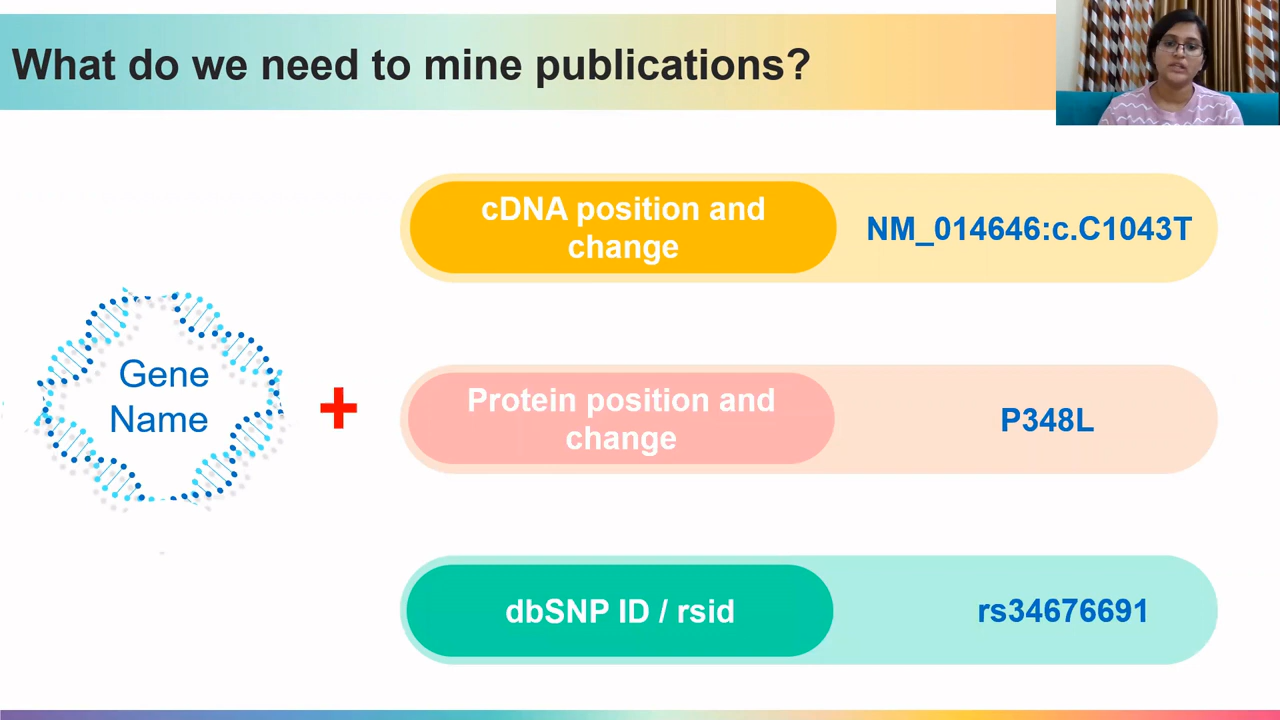 What do we need to mine publications?
cDNA position and
change
NM_014646:c.C1043T
Gene
Name
+
Protein position and
change
P348L
dbSNP ID / rsid
rs34676691